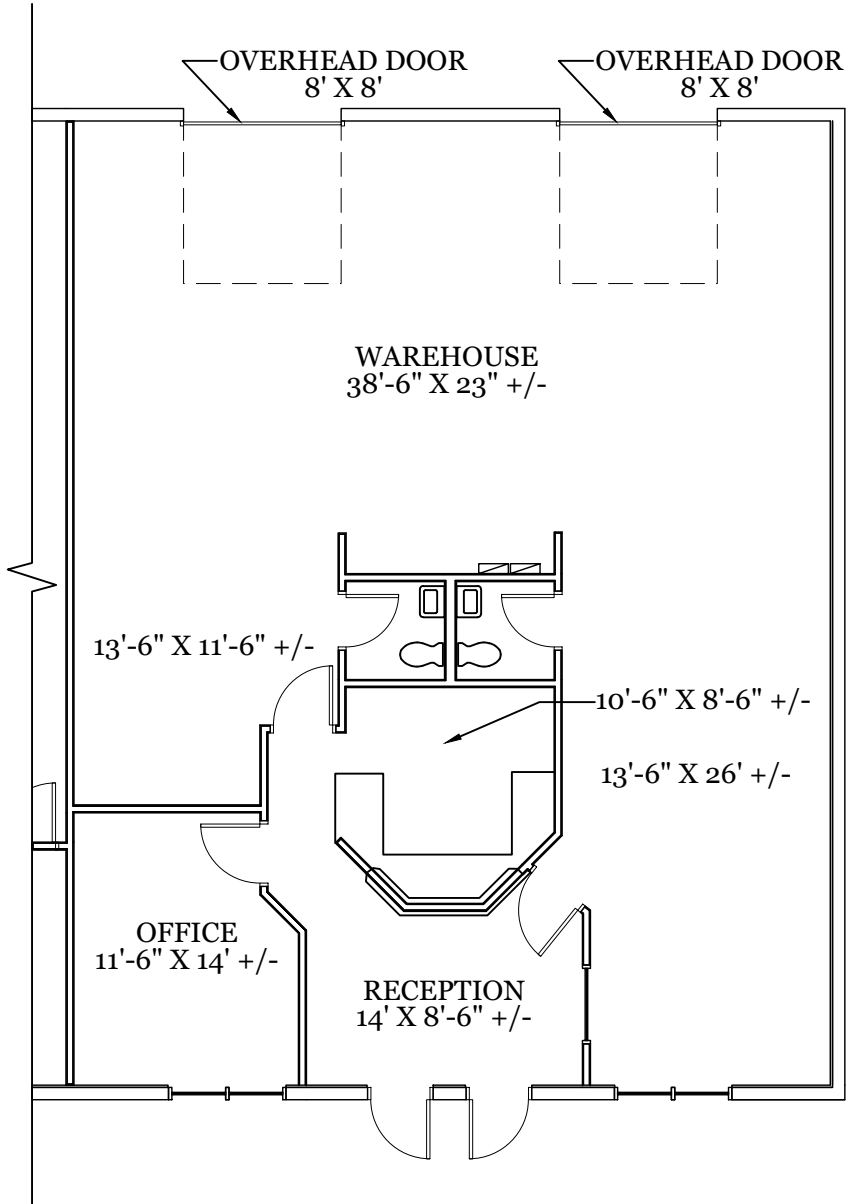 OVERHEAD DOOR
8' X 8'
OVERHEAD DOOR
8' X 8'
WAREHOUSE
38'-6" X 23" +/-
13'-6" X 11'-6" +/-
10'-6" X 8'-6" +/-
13'-6" X 26' +/-
OFFICE
11'-6" X 14' +/-
RECEPTION
14' X 8'-6" +/-